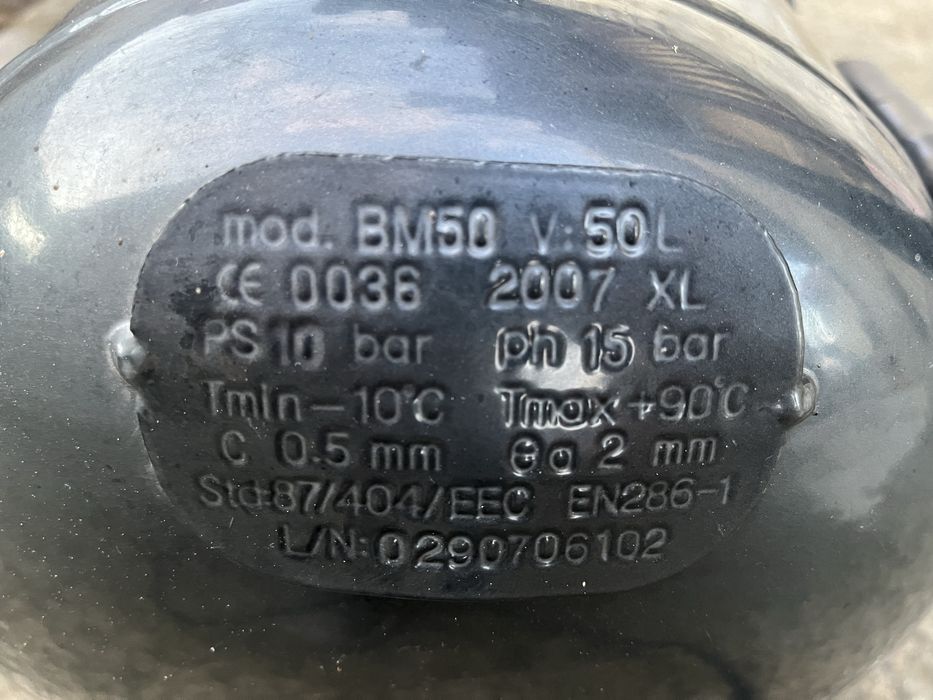 mod. BM50 V: 50L
CE 0036 2007 XL
PS 10 bar ph 15 bar
Tmin -10°C Tmax +90°C
C 0.5 mm ea 2 mm
Std:87/404/EEC EN286-1
L/N: 0290706102